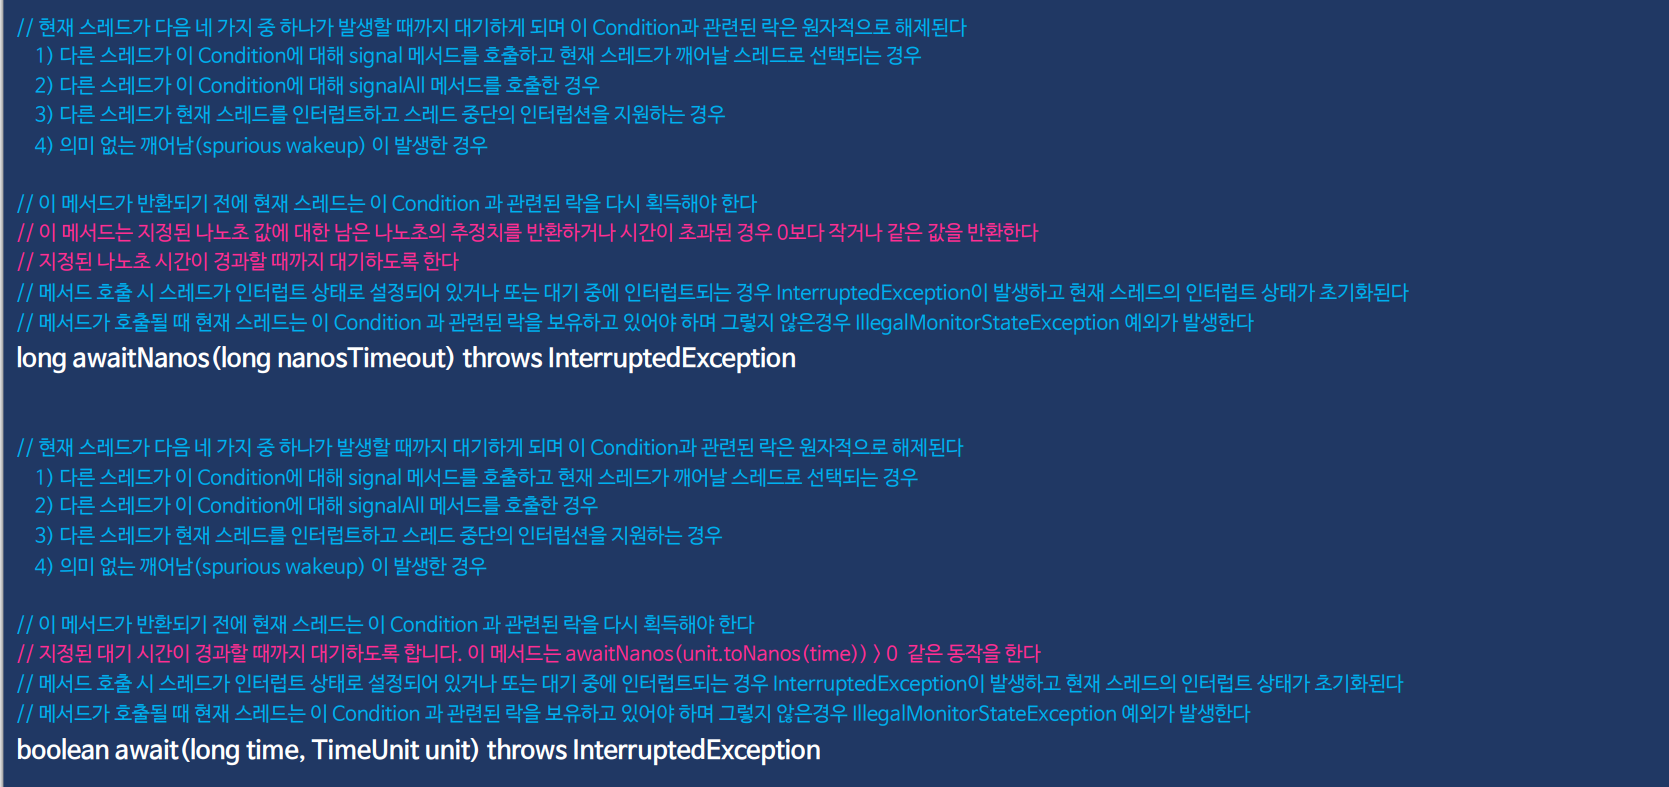 // 현재 스레드가 다음 네 가지 중 하나가 발생할 때까지 대기하게 되며 이 Condition과 관련된 락은 원자적으로 해제된다
1) 다른 스레드가 이 Condition에 대해 signal 메서드를 호출하고 현재 스레드가 깨어날 스레드로 선택되는 경우
2) 다른 스레드가 이 Condition에 대해 signalAll 메서드를 호출한 경우
3) 다른 스레드가 현재 스레드를 인터럽트하고 스레드 중단의 인터럽션을 지원하는 경우
4) 의미 없는 깨어남(spurious wakeup) 이 발생한 경우
// 이 메서드가 반환되기 전에 현재 스레드는 이 Condition 과 관련된 락을 다시 획득해야 한다
// 이 메서드는 지정된 나노초 값에 대한 남은 나노초의 추정치를 반환하거나 시간이 초과된 경우 0보다 작거나 같은 값을 반환한다
// 지정된 나노초 시간이 경과할 때까지 대기하도록 한다
// 메서드 호출 시 스레드가 인터럽트 상태로 설정되어 있거나 또는 대기 중에 인터럽트되는 경우 InterruptedException이 발생하고 현재 스레드의 인터럽트 상태가 초기화된다
// 메서드가 호출될 때 현재 스레드는 이 Condition 과 관련된 락을 보유하고 있어야 하며 그렇지 않은경우 IllegalMonitorStateException 예외가 발생한다
long awaitNanos(long nanosTimeout) throws InterruptedException
// 현재 스레드가 다음 네 가지 중 하나가 발생할 때까지 대기하게 되며 이 Condition과 관련된 락은 원자적으로 해제된다
1) 다른 스레드가 이 Condition에 대해 signal 메서드를 호출하고 현재 스레드가 깨어날 스레드로 선택되는 경우
2) 다른 스레드가 이 Condition에 대해 signalAll 메서드를 호출한 경우
3) 다른 스레드가 현재 스레드를 인터럽트하고 스레드 중단의 인터럽션을 지원하는 경우
4) 의미 없는 깨어남(spurious wakeup) 이 발생한 경우
// 이 메서드가 반환되기 전에 현재 스레드는 이 Condition 과 관련된 락을 다시 획득해야 한다
// 지정된 대기 시간이 경과할 때까지 대기하도록 합니다. 이 메서드는 awaitNanos(unit.toNanos(time)) > 0 같은 동작을 한다
// 메서드 호출 시 스레드가 인터럽트 상태로 설정되어 있거나 또는 대기 중에 인터럽트되는 경우 InterruptedException이 발생하고 현재 스레드의 인터럽트 상태가 초기화된다
// 메서드가 호출될 때 현재 스레드는 이 Condition 과 관련된 락을 보유하고 있어야 하며 그렇지 않은경우 IllegalMonitorStateException 예외가 발생한다
boolean await(long time, TimeUnit unit) throws InterruptedException